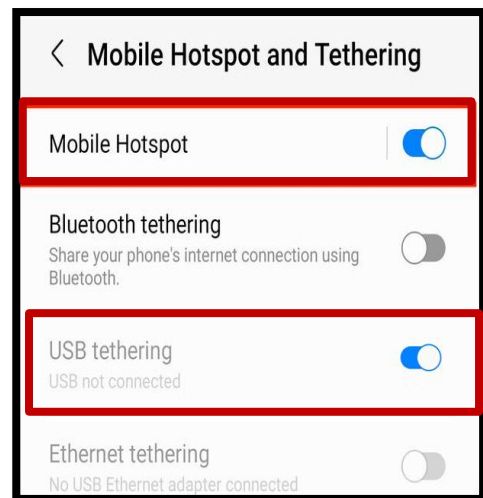 Mobile Hotspot and Tethering
Mobile Hotspot
Bluetooth tethering
Share your phone's internet connection using
Bluetooth.
USB tethering
USB not connected
Ethernet tethering
No USB Ethernet adapter connected